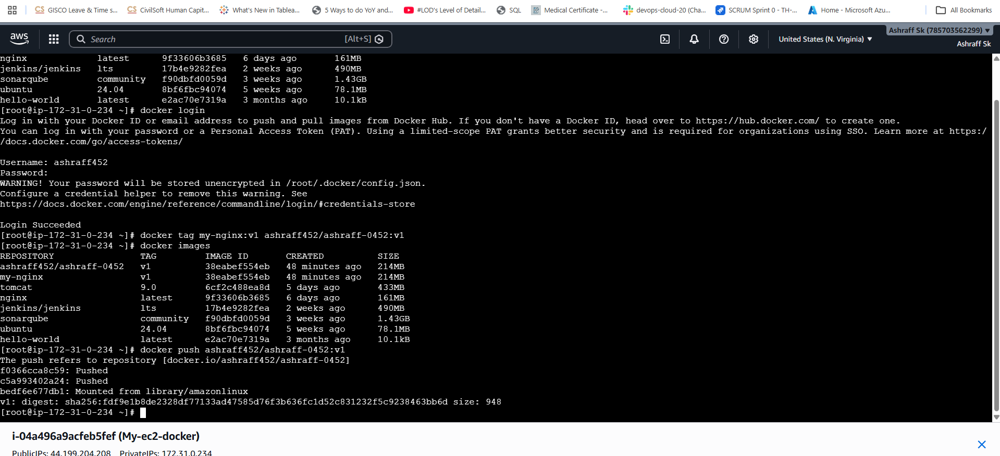 GISCO Leave & Time s...
CivilSoft Human Capit...
What's New in Tablea...
5 Ways to do YoY and...
#LOD's Level of Detail...
SQL
Medical Certificate -...
devops-cloud-20 (Cha...
SCRUM Sprint 0 - TH-...
Home - Microsoft Azu...
All Bookmarks
aws
Search
[Alt+S]
United States (N. Virginia)
Ashraff Sk (785703562299)
Ashraff Sk
nginx latest 9f33606b3685 6 days ago 161MB
jenkins/jenkins lts 17b4e9282fea 2 weeks ago 490MB
sonarqube community f90dbfd0059d 3 weeks ago 1.43GB
ubuntu 24.04 8bf6fbc94074 5 weeks ago 78.1MB
hello-world latest e2ac70e7319a 3 months ago 10.1kB
[root@ip-172-31-0-234 ~]# docker login
Log in with your Docker ID or email address to push and pull images from Docker Hub. If you don't have a Docker ID, head over to https://hub.docker.com/ to create one.
You can log in with your password or a Personal Access Token (PAT). Using a limited-scope PAT grants better security and is required for organizations using SSO. Learn more at https:/
/docs.docker.com/go/access-tokens/
Username: ashraff452
Password:
WARNING! Your password will be stored unencrypted in /root/.docker/config.json.
Configure a credential helper to remove this warning. See
https://docs.docker.com/engine/reference/commandline/login/#credentials-store
Login Succeeded
[root@ip-172-31-0-234 ~]# docker tag my-nginx:v1 ashraff452/ashraff-0452:v1
[root@ip-172-31-0-234 ~]# docker images
REPOSITORY TAG IMAGE ID CREATED SIZE
ashraff452/ashraff-0452 v1 38eabef554eb 48 minutes ago 214MB
my-nginx v1 38eabef554eb 48 minutes ago 214MB
tomcat 9.0 6cf2c488ea8d 5 days ago 433MB
nginx latest 9f33606b3685 6 days ago 161MB
jenkins/jenkins lts 17b4e9282fea 2 weeks ago 490MB
sonarqube community f90dbfd0059d 3 weeks ago 1.43GB
ubuntu 24.04 8bf6fbc94074 5 weeks ago 78.1MB
hello-world latest e2ac70e7319a 3 months ago 10.1kB
[root@ip-172-31-0-234 ~]# docker push ashraff452/ashraff-0452:v1
The push refers to repository [docker.io/ashraff452/ashraff-0452]
f0366cca8c59: Pushed
c5a993402a24: Pushed
bedf6e677db1: Mounted from library/amazonlinux
v1: digest: sha256:fdf9e1b8de2328df77133ad47585d76f3b636fc1d52c831232f5c9238463bb6d size: 948
[root@ip-172-31-0-234 ~]#
i-04a496a9acfeb5fef (My-ec2-docker)
PublicIPs: 44.199.204.208 PrivateIPs: 172.31.0.234